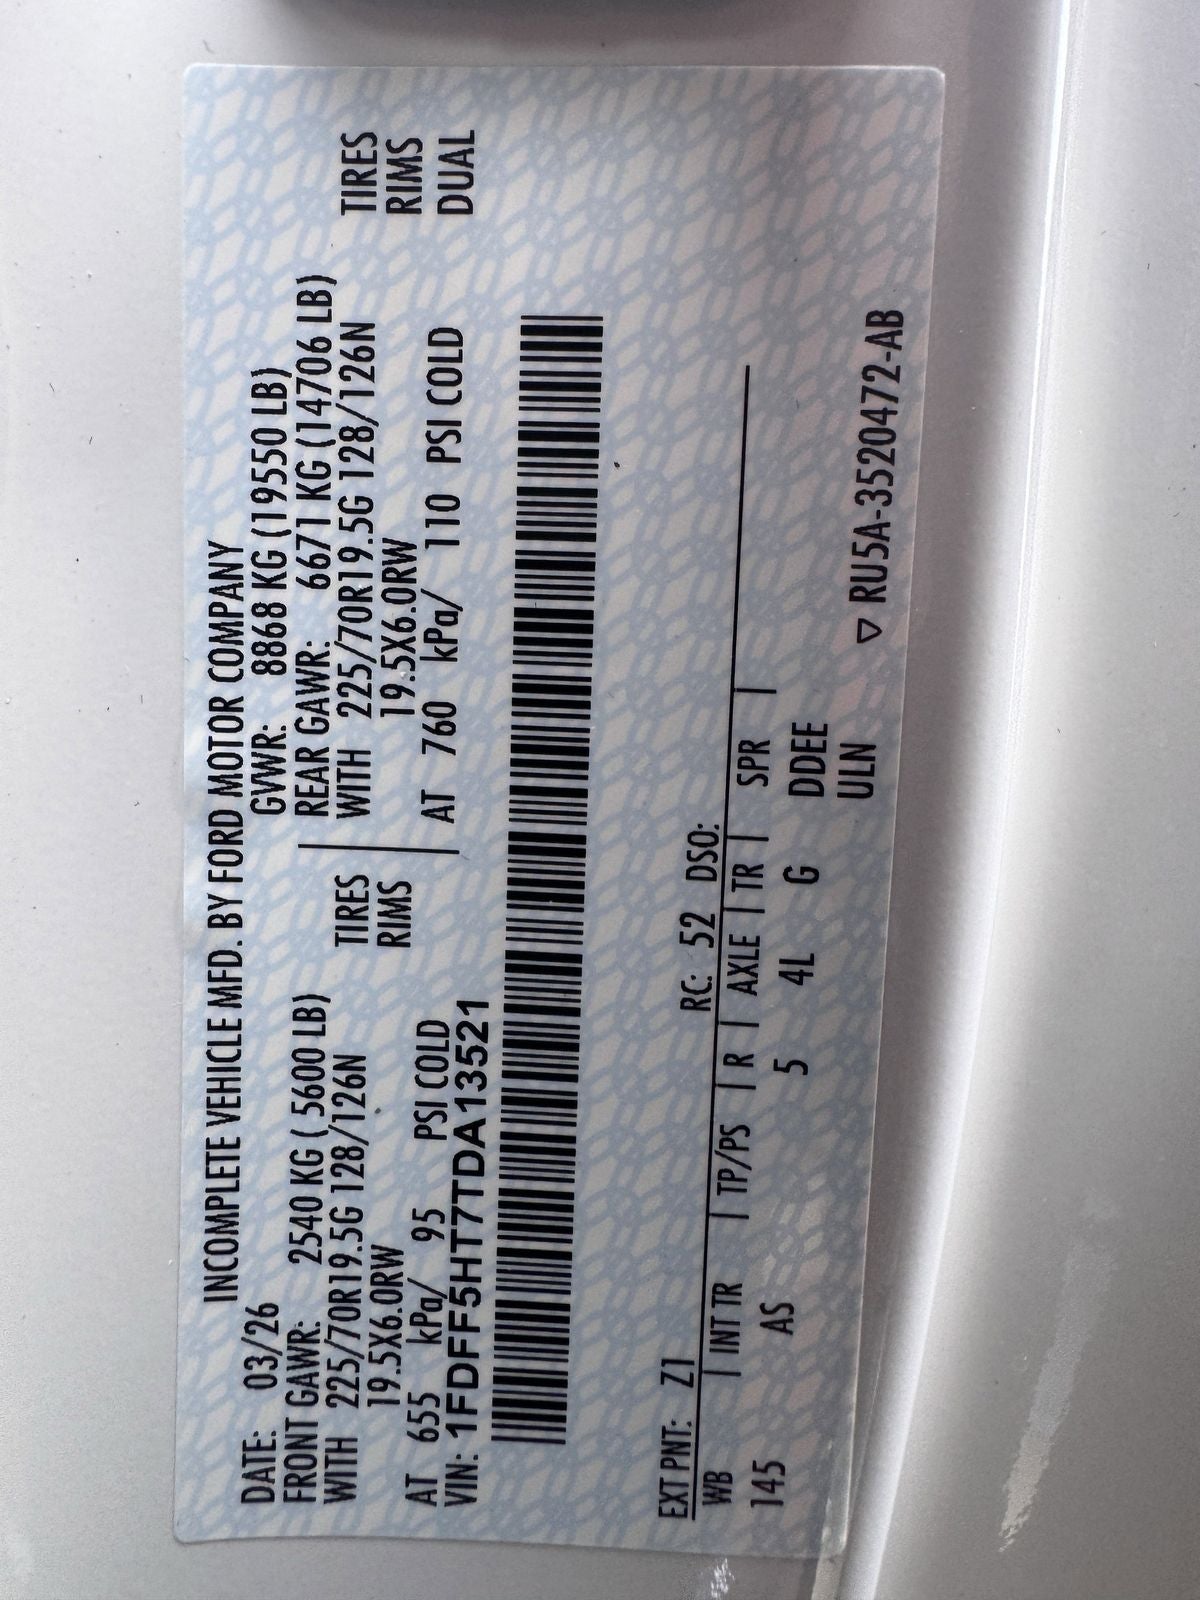 INCOMPLETE VEHICLE MFD. BY FORD MOTOR COMPANY
DATE: 03/26 GVWR: 8868 KG (19550 LB)
FRONT GAWR: 2540 KG ( 5600 LB) REAR GAWR: 6671 KG (14706 LB)
WITH 225/70R19.5G 128/126N TIRES WITH 225/70R19.5G 128/126N TIRES
19.5X6.0RW RIMS 19.5X6.0RW RIMS
AT 655 kPa/ 95 PSI COLD AT 760 kPa/ 110 PSI COLD DUAL
VIN: 1FDFF5HT7TDA13521
EXT PNT: Z1 RC: 52 DSO:
WB | INT TR | TP/PS | R | AXLE | TR | SPR |
145 AS 5 4L G DDEE
ULN
▽ RU5A-3520472-AB